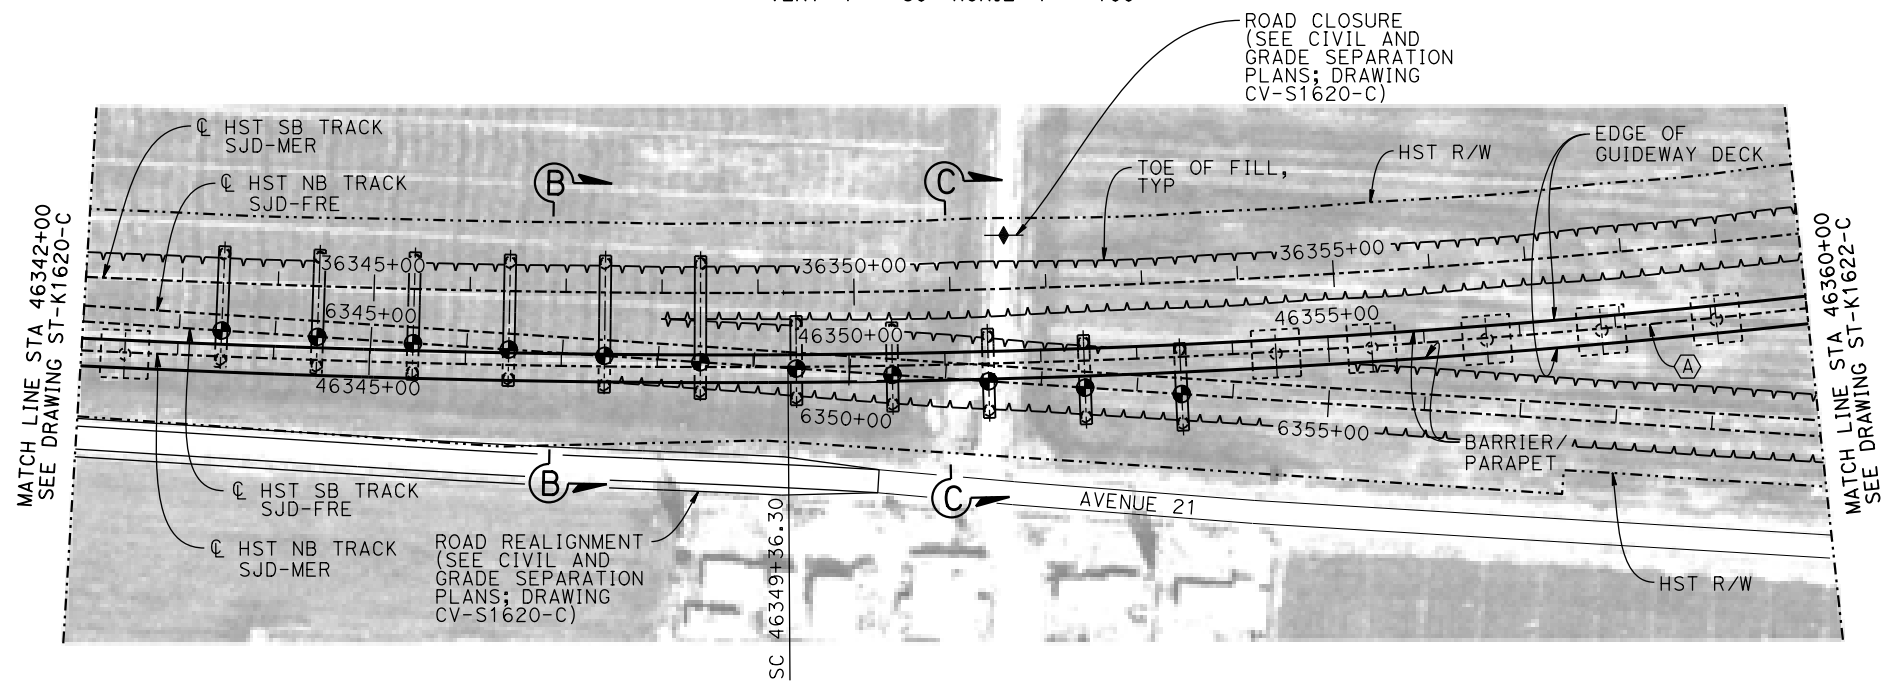 ROAD CLOSURE
(SEE CIVIL AND
GRADE SEPARATION
PLANS; DRAWING
CV-S1620-C)
℄ HST SB TRACK
SJD-MER
℄ HST NB TRACK
SJD-FRE
B
C
TOE OF FILL,
TYP
HST R/W
EDGE OF
GUIDEWAY DECK
MATCH LINE STA 46342+00
SEE DRAWING ST-K1620-C
36345+00
36350+00
36355+00
6345+00
46350+00
46355+00
A
46345+00
6350+00
6355+00
BARRIER/
PARAPET
MATCH LINE STA 46360+00
SEE DRAWING ST-K1622-C
B
C
AVENUE 21
℄ HST SB TRACK
SJD-FRE
℄ HST NB TRACK
SJD-MER
ROAD REALIGNMENT
(SEE CIVIL AND
GRADE SEPARATION
PLANS; DRAWING
CV-S1620-C)
SC 46349+36.30
HST R/W